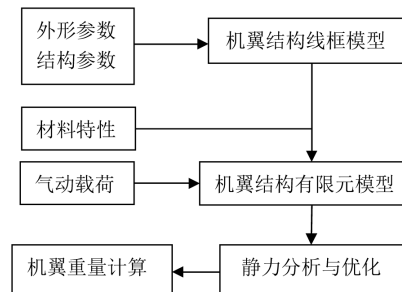 外形参数
结构参数
机翼结构线框模型
材料特性
气动载荷
机翼结构有限元模型
机翼重量计算
静力分析与优化